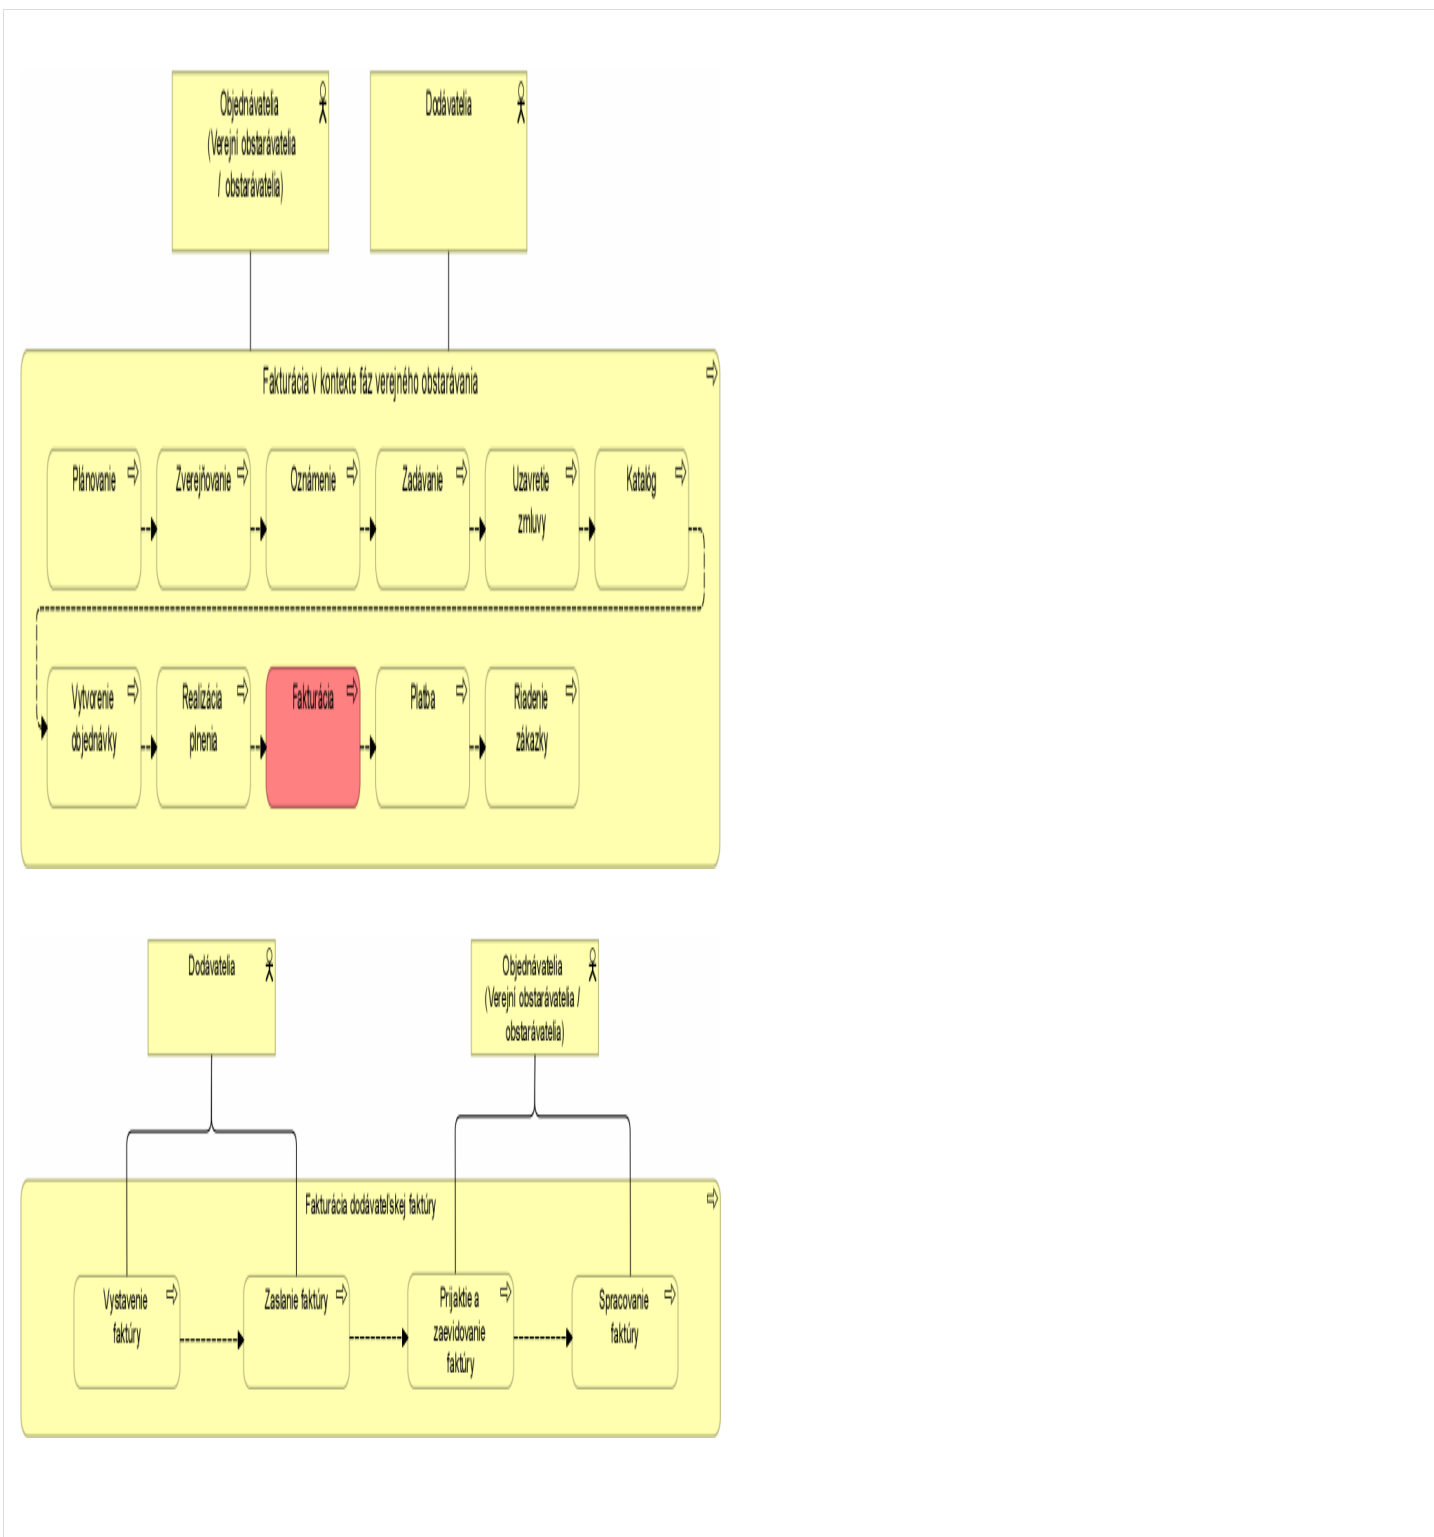 Objednávatelia
(Verejní obstarávatelia
/ obstarávatelia)
Dodávatelia
Fakturácia v kontexte fáz verejného obstarávania
Plánovanie
Zverejňovanie
Oznámenie
Zadávanie
Uzavretie
zmluvy
Katalóg
Vytvorenie
objednávky
Realizácia
plnenia
Fakturácia
Platba
Riadenie
zákazky
Dodávatelia
Objednávatelia
(Verejní obstarávatelia /
obstarávatelia)
Fakturácia dodávateľskej faktúry
Vystavenie
faktúry
Zaslanie faktúry
Prijaktie a
zaevidovanie
faktúry
Spracovanie
faktúry